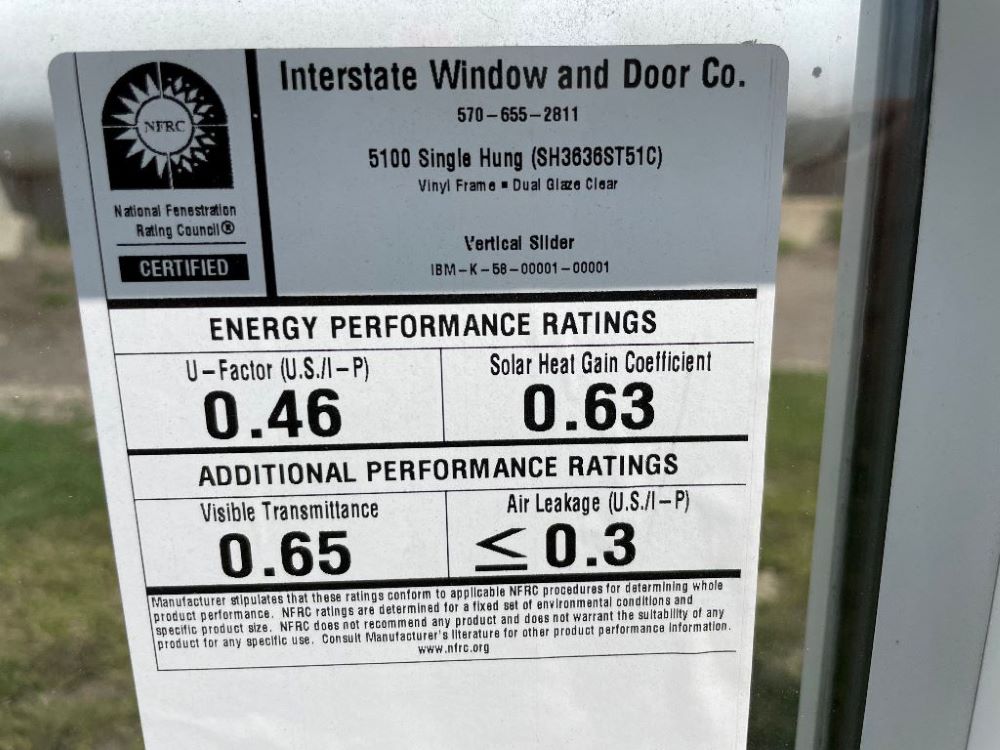 NFRC
National Fenestration
Rating Council®
CERTIFIED
Interstate Window and Door Co.
570-655-2811
5100 Single Hung (SH3636ST51C)
Vinyl Frame ▪ Dual Glaze Clear
Vertical Slider
IBM-K-58-00001-00001
ENERGY PERFORMANCE RATINGS
U-Factor (U.S./I-P)
0.46
Solar Heat Gain Coefficient
0.63
ADDITIONAL PERFORMANCE RATINGS
Visible Transmittance
0.65
Air Leakage (U.S./I-P)
≤ 0.3
Manufacturer stipulates that these ratings conform to applicable NFRC procedures for determining whole
product performance. NFRC ratings are determined for a fixed set of environmental conditions and
specific product size. NFRC does not recommend any product and does not warrant the suitability of any
product for any specific use. Consult Manufacturer's literature for other product performance information.
www.nfrc.org